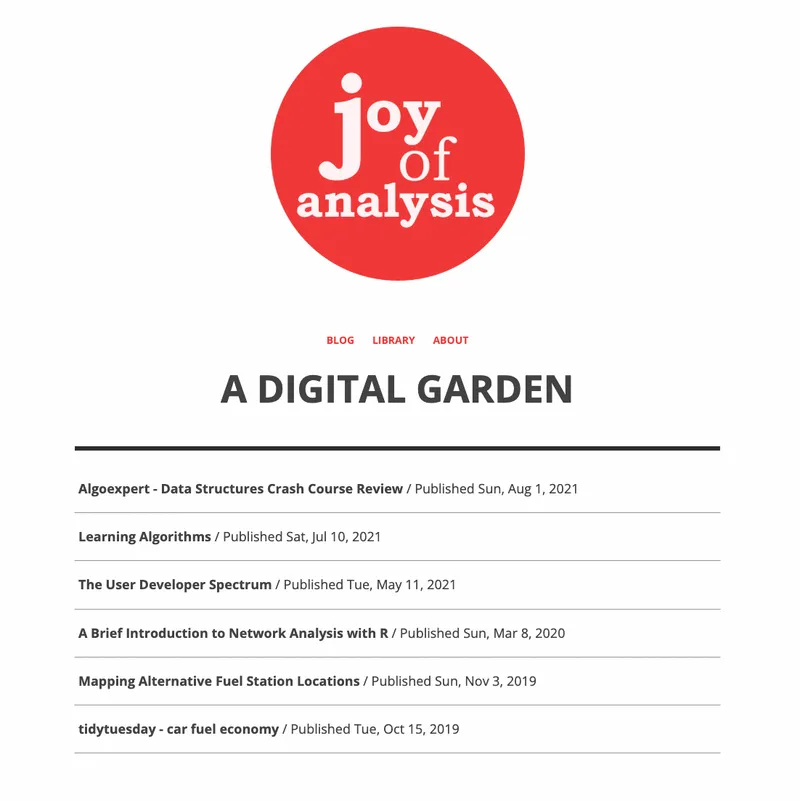 joy
of
analysis
BLOG LIBRARY ABOUT
A DIGITAL GARDEN
Algoexpert - Data Structures Crash Course Review / Published Sun, Aug 1, 2021
Learning Algorithms / Published Sat, Jul 10, 2021
The User Developer Spectrum / Published Tue, May 11, 2021
A Brief Introduction to Network Analysis with R / Published Sun, Mar 8, 2020
Mapping Alternative Fuel Station Locations / Published Sun, Nov 3, 2019
tidytuesday - car fuel economy / Published Tue, Oct 15, 2019